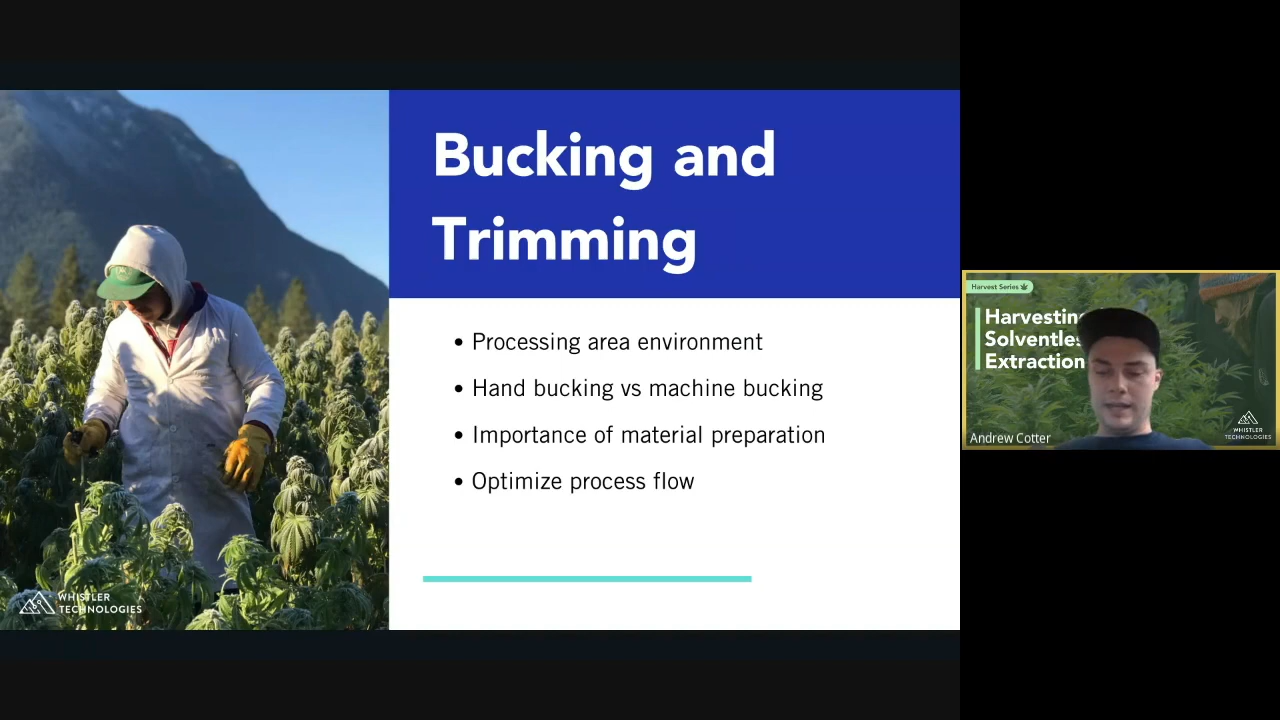 Bucking and
Trimming
• Processing area environment
• Hand bucking vs machine bucking
• Importance of material preparation
• Optimize process flow
WHISTLER
TECHNOLOGIES
Harvest Series
Harvesting
Solventles
Extraction
Andrew Cotter
WHISTLER
TECHNOLOGIES